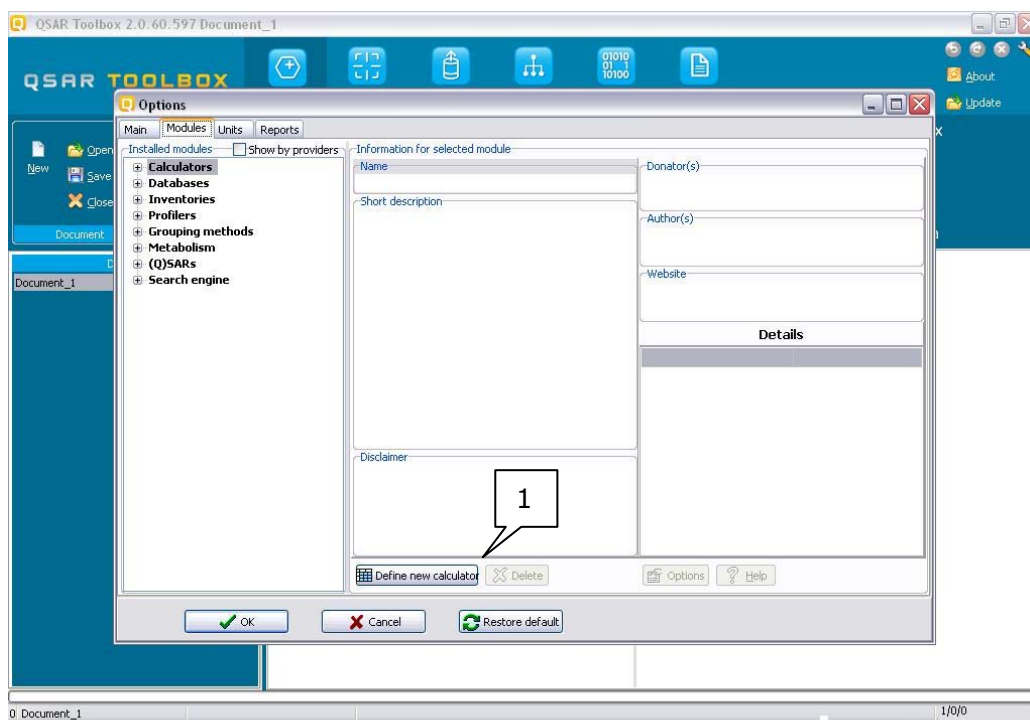 QSAR Toolbox 2.0.60.597 Document_1
QSAR TOOLBOX
01010
01 1
10100
About
Update
Options
Main Modules Units Reports
New
Open
Save
Close
Document
Installed modules
Show by providers
Calculators
Databases
Inventories
Profilers
Grouping methods
Metabolism
(Q)SARs
Search engine
Information for selected module
Name
Short description
Disclaimer
Donator(s)
Author(s)
Website
Details
1
Define new calculator
Delete
Options
Help
OK
Cancel
Restore default
Document_1
0 Document_1
1/0/0